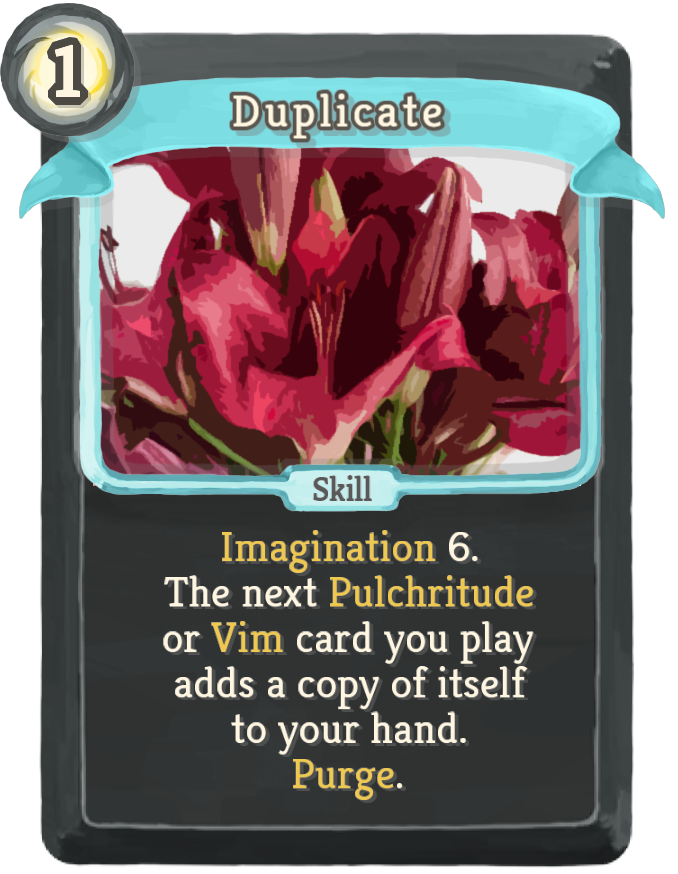 1
Duplicate
Skill
Imagination 6.
The next Pulchritude
or Vim card you play
adds a copy of itself
to your hand.
Purge.